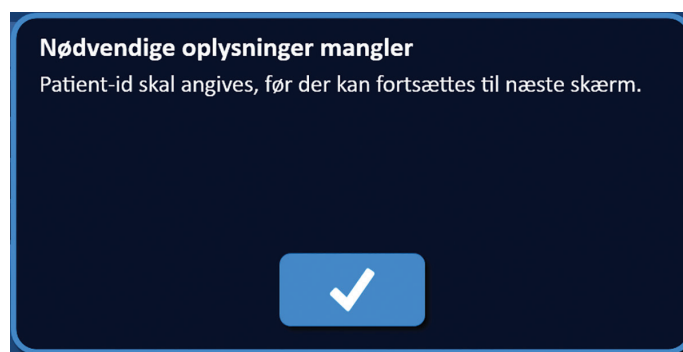 Nødvendige oplysninger mangler
Patient-id skal angives, før der kan fortsættes til næste skærm.